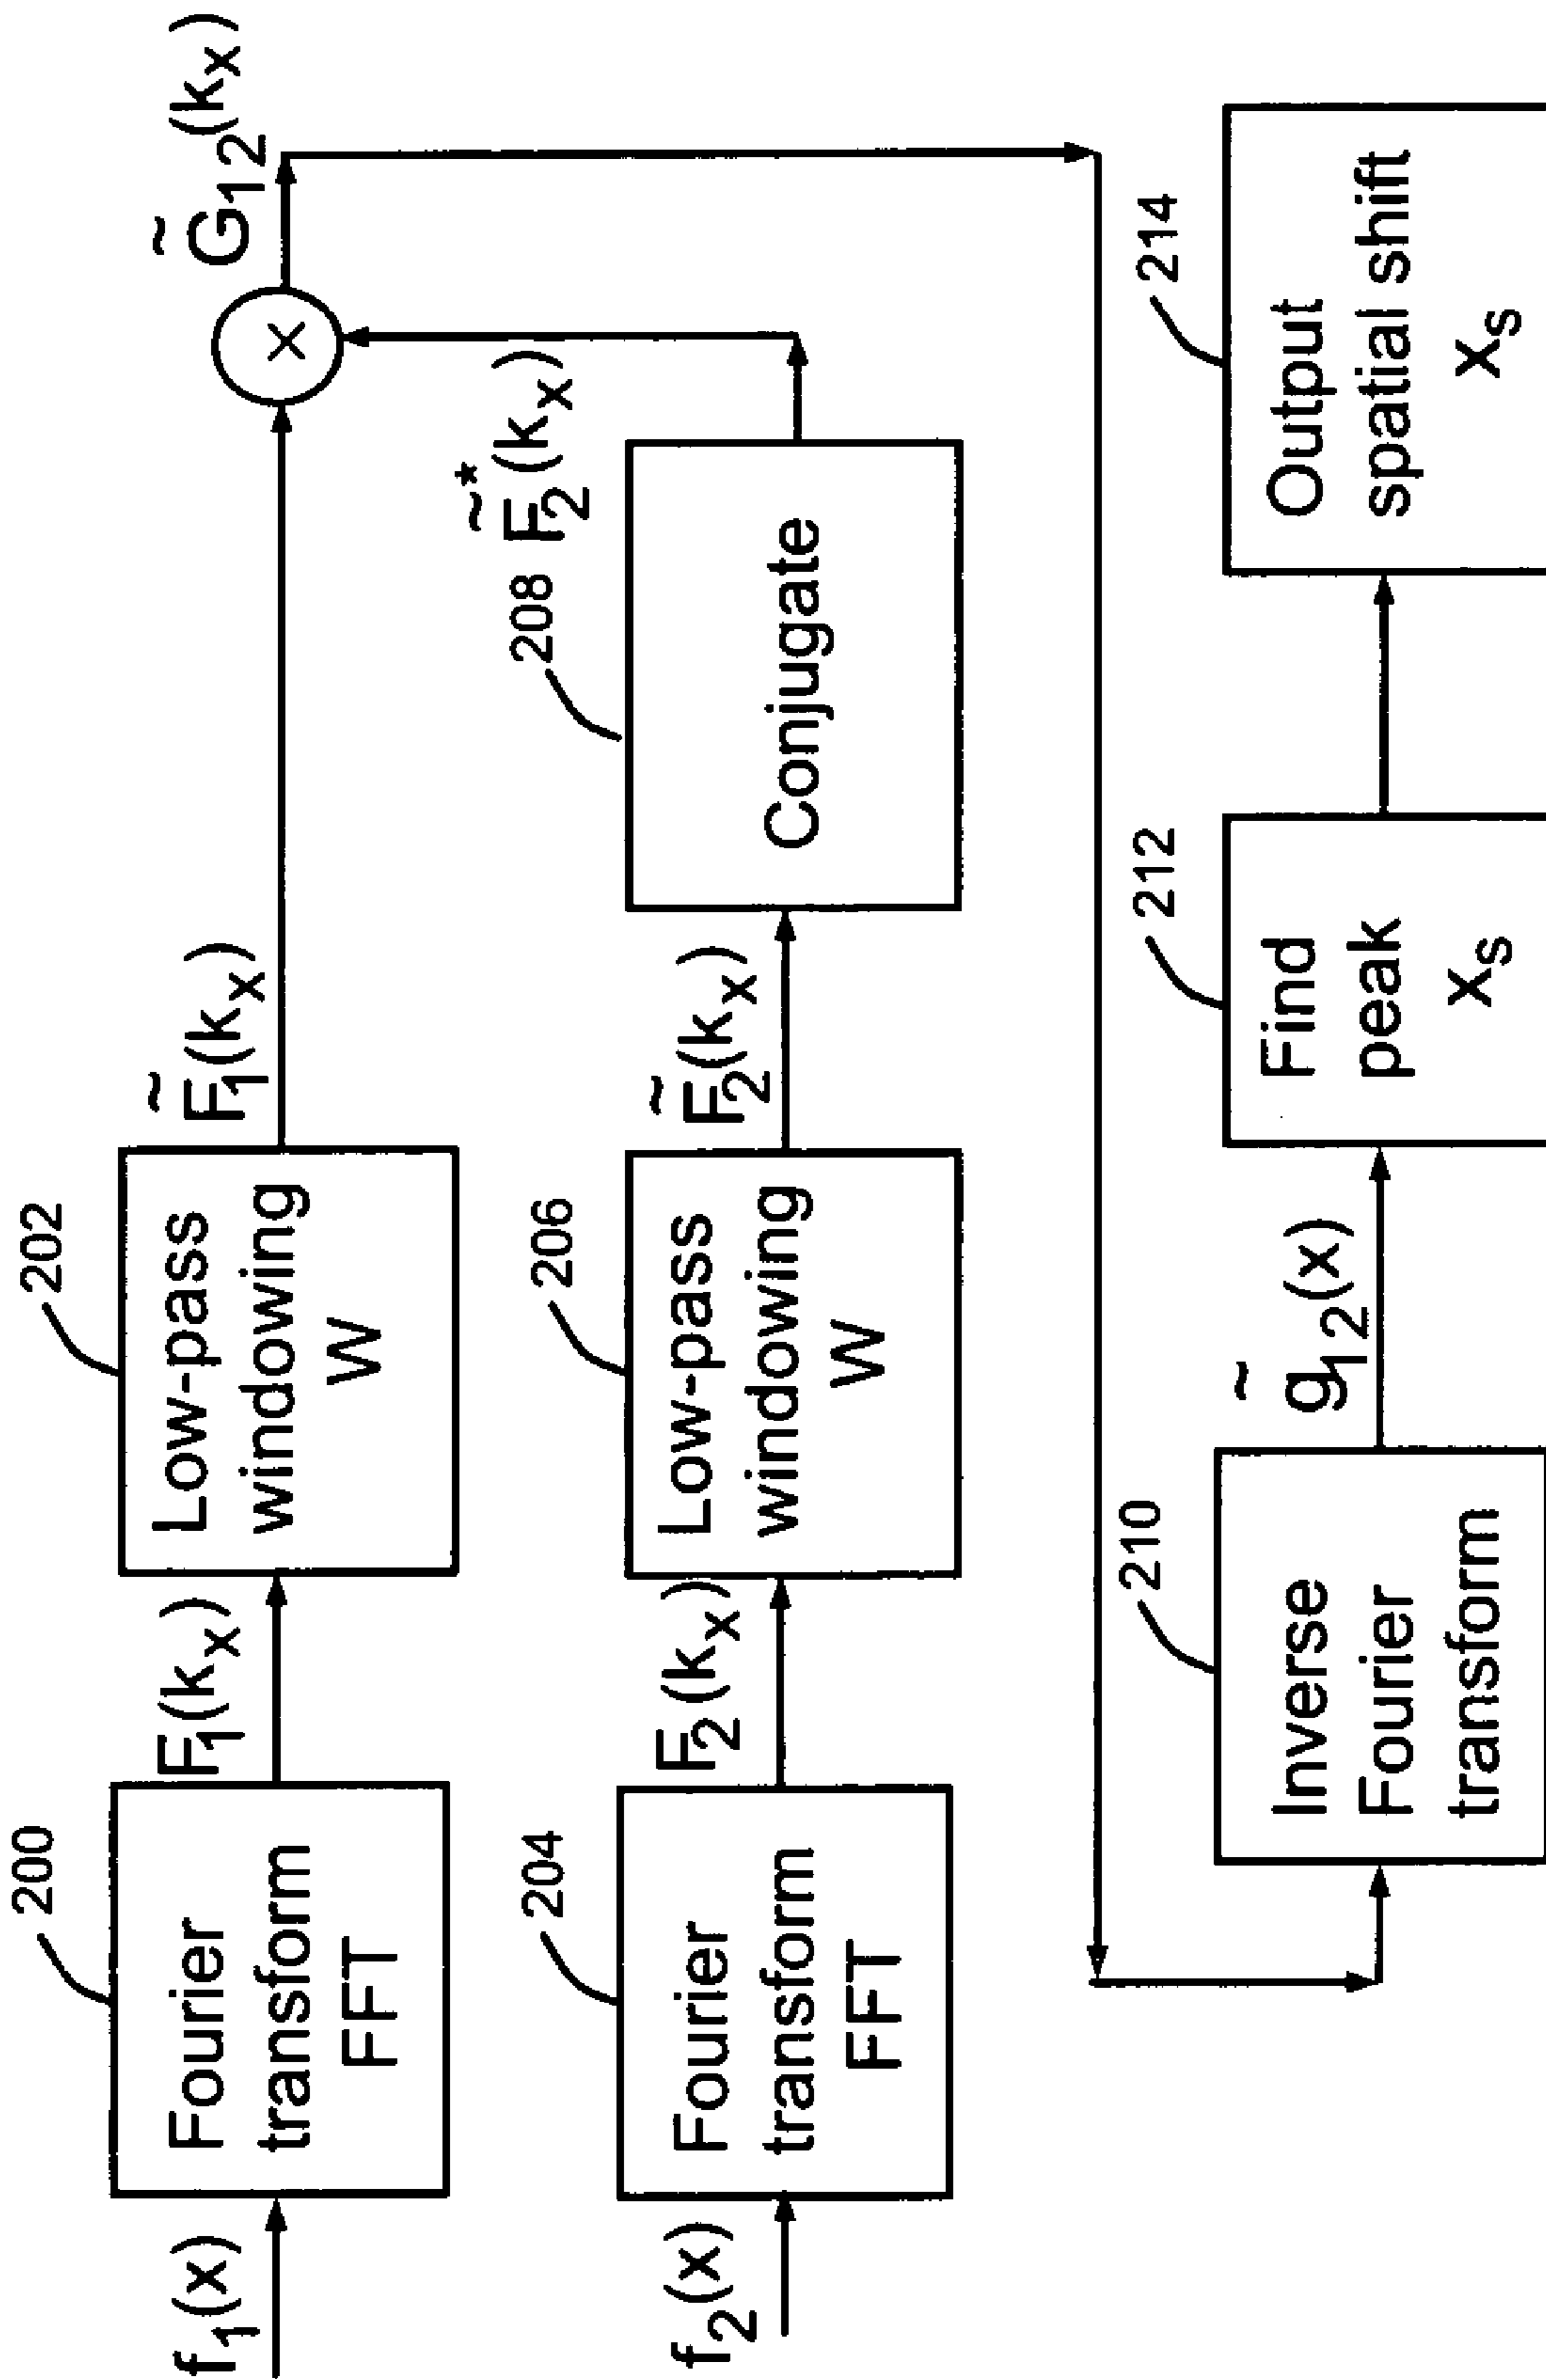 f1(x)
200
Fourier
transform
FFT
F1(kx)
202
Low-pass
windowing
W
F̃1(kx)
×
G̃12(kx)
f2(x)
204
Fourier
transform
FFT
F2(kx)
206
Low-pass
windowing
W
F̃2(kx)
208
Conjugate
F̃2*(kx)
210
Inverse
Fourier
transform
g̃12(x)
212
Find
peak
xs
214
Output
spatial shift
xs